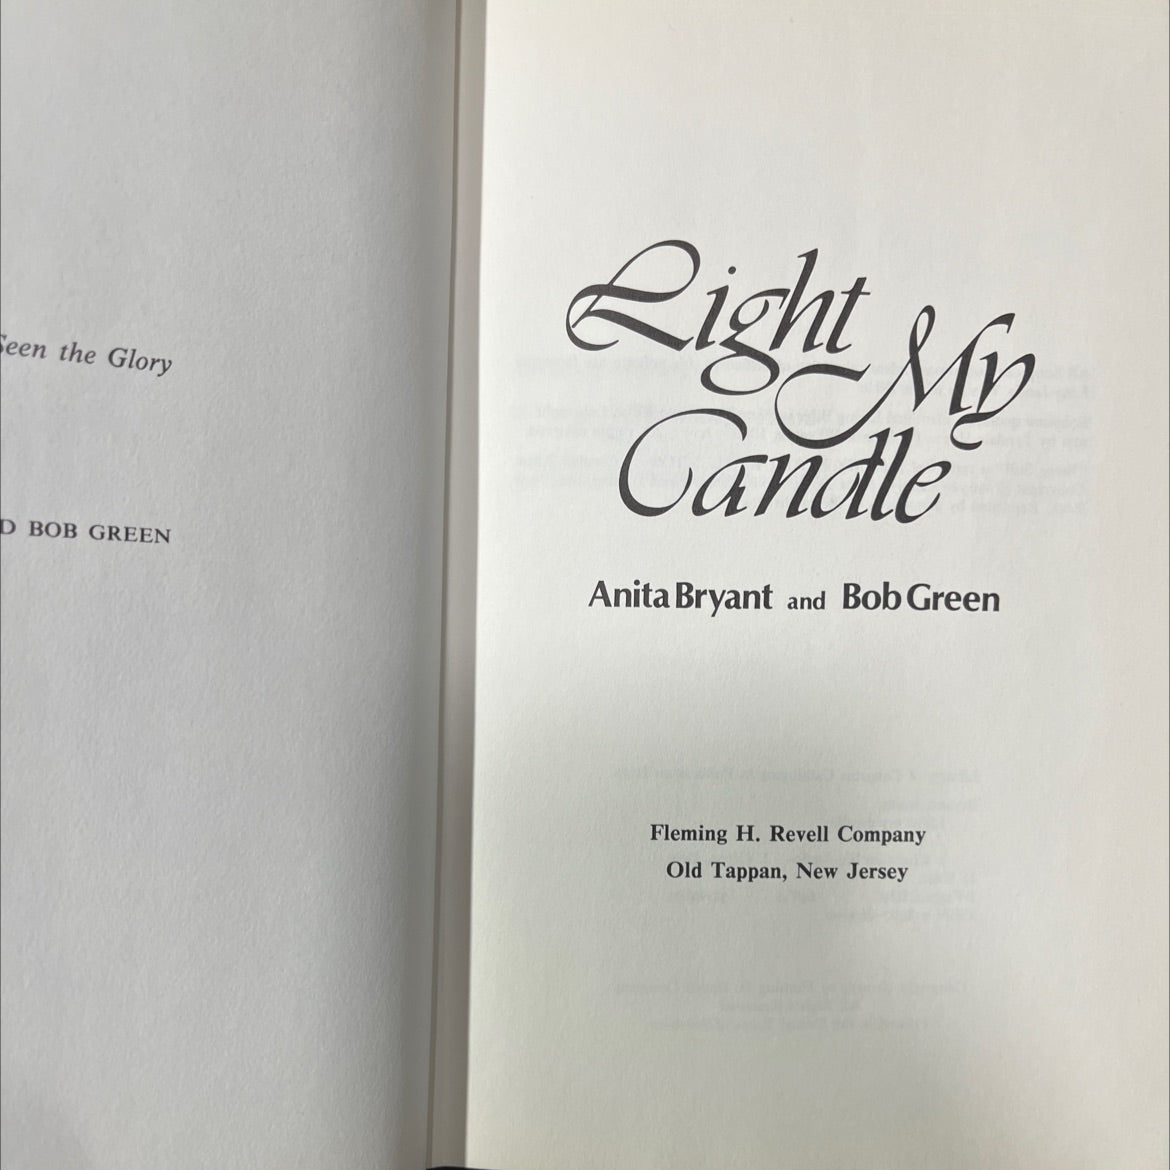 Seen the Glory
D BOB GREEN
Light My
Candle
Anita Bryant and Bob Green
Fleming H. Revell Company
Old Tappan, New Jersey